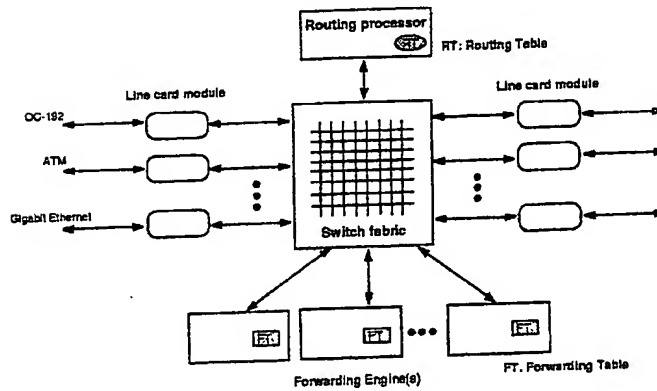 Routing processor
RT
RT: Routing Table
Line card module
Line card module
OC-192
ATM
Gigabit Ethernet
Switch fabric
FT
FT
FT
FT. Forwarding Table
Forwarding Engine(s)